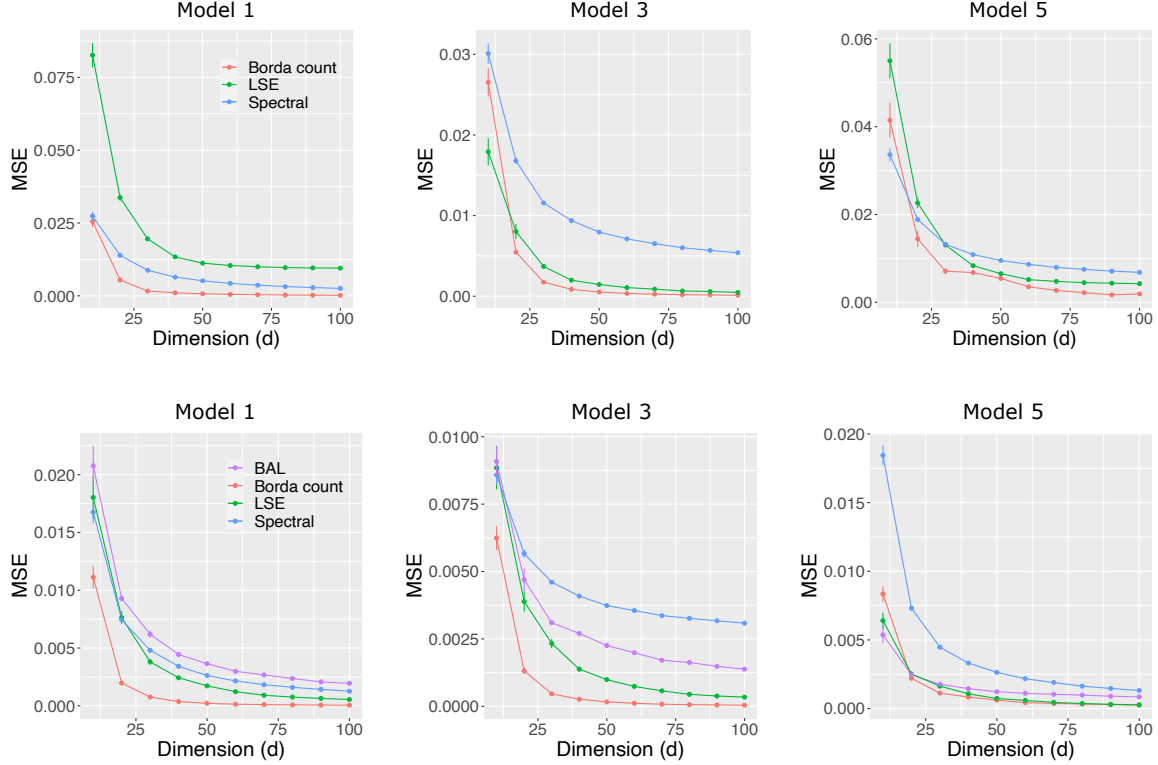 Model 1
Model 3
Model 5
0.075
0.050
0.025
0.000
MSE
Borda count
LSE
Spectral
25
50
75
100
Dimension (d)
0.03
0.02
0.01
0.00
MSE
25
50
75
100
Dimension (d)
0.06
0.04
0.02
0.00
MSE
25
50
75
100
Dimension (d)
Model 1
Model 3
Model 5
0.020
0.015
0.010
0.005
0.000
MSE
BAL
Borda count
LSE
Spectral
25
50
75
100
Dimension (d)
0.0100
0.0075
0.0050
0.0025
0.0000
MSE
25
50
75
100
Dimension (d)
0.020
0.015
0.010
0.005
0.000
MSE
25
50
75
100
Dimension (d)